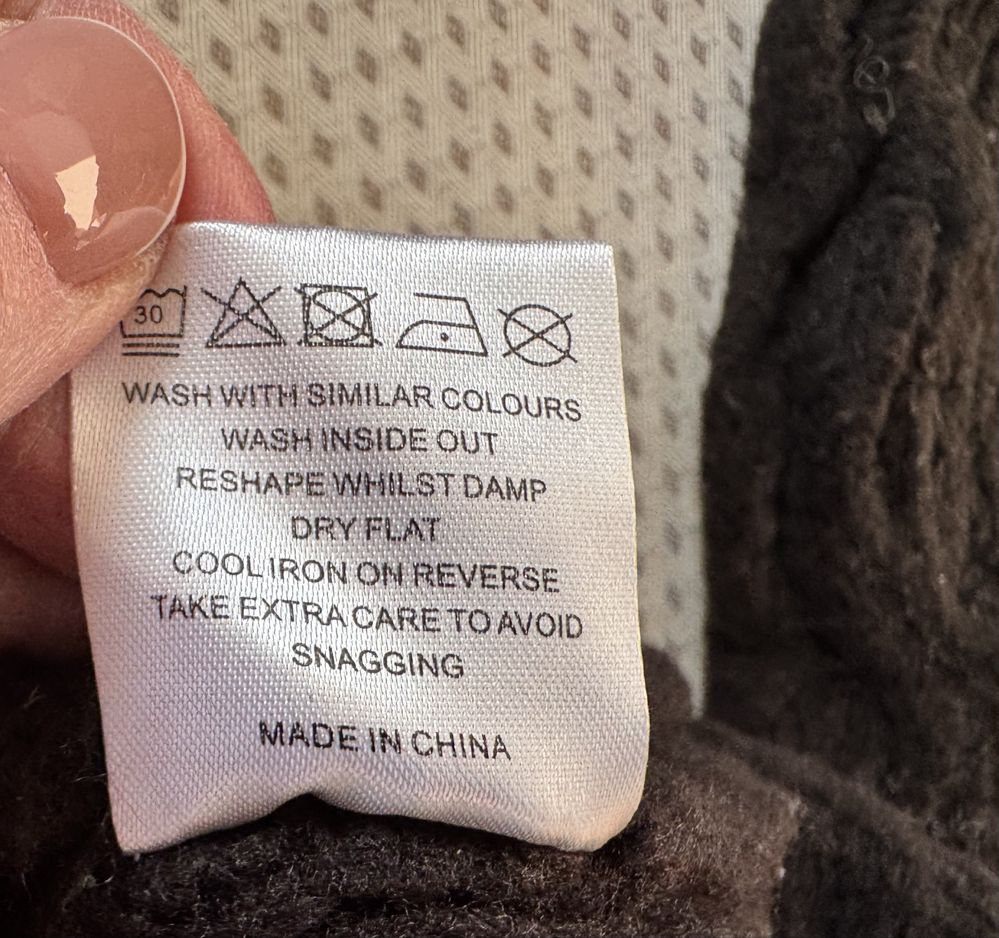 30
WASH WITH SIMILAR COLOURS
WASH INSIDE OUT
RESHAPE WHILST DAMP
DRY FLAT
COOL IRON ON REVERSE
TAKE EXTRA CARE TO AVOID
SNAGGING
MADE IN CHINA